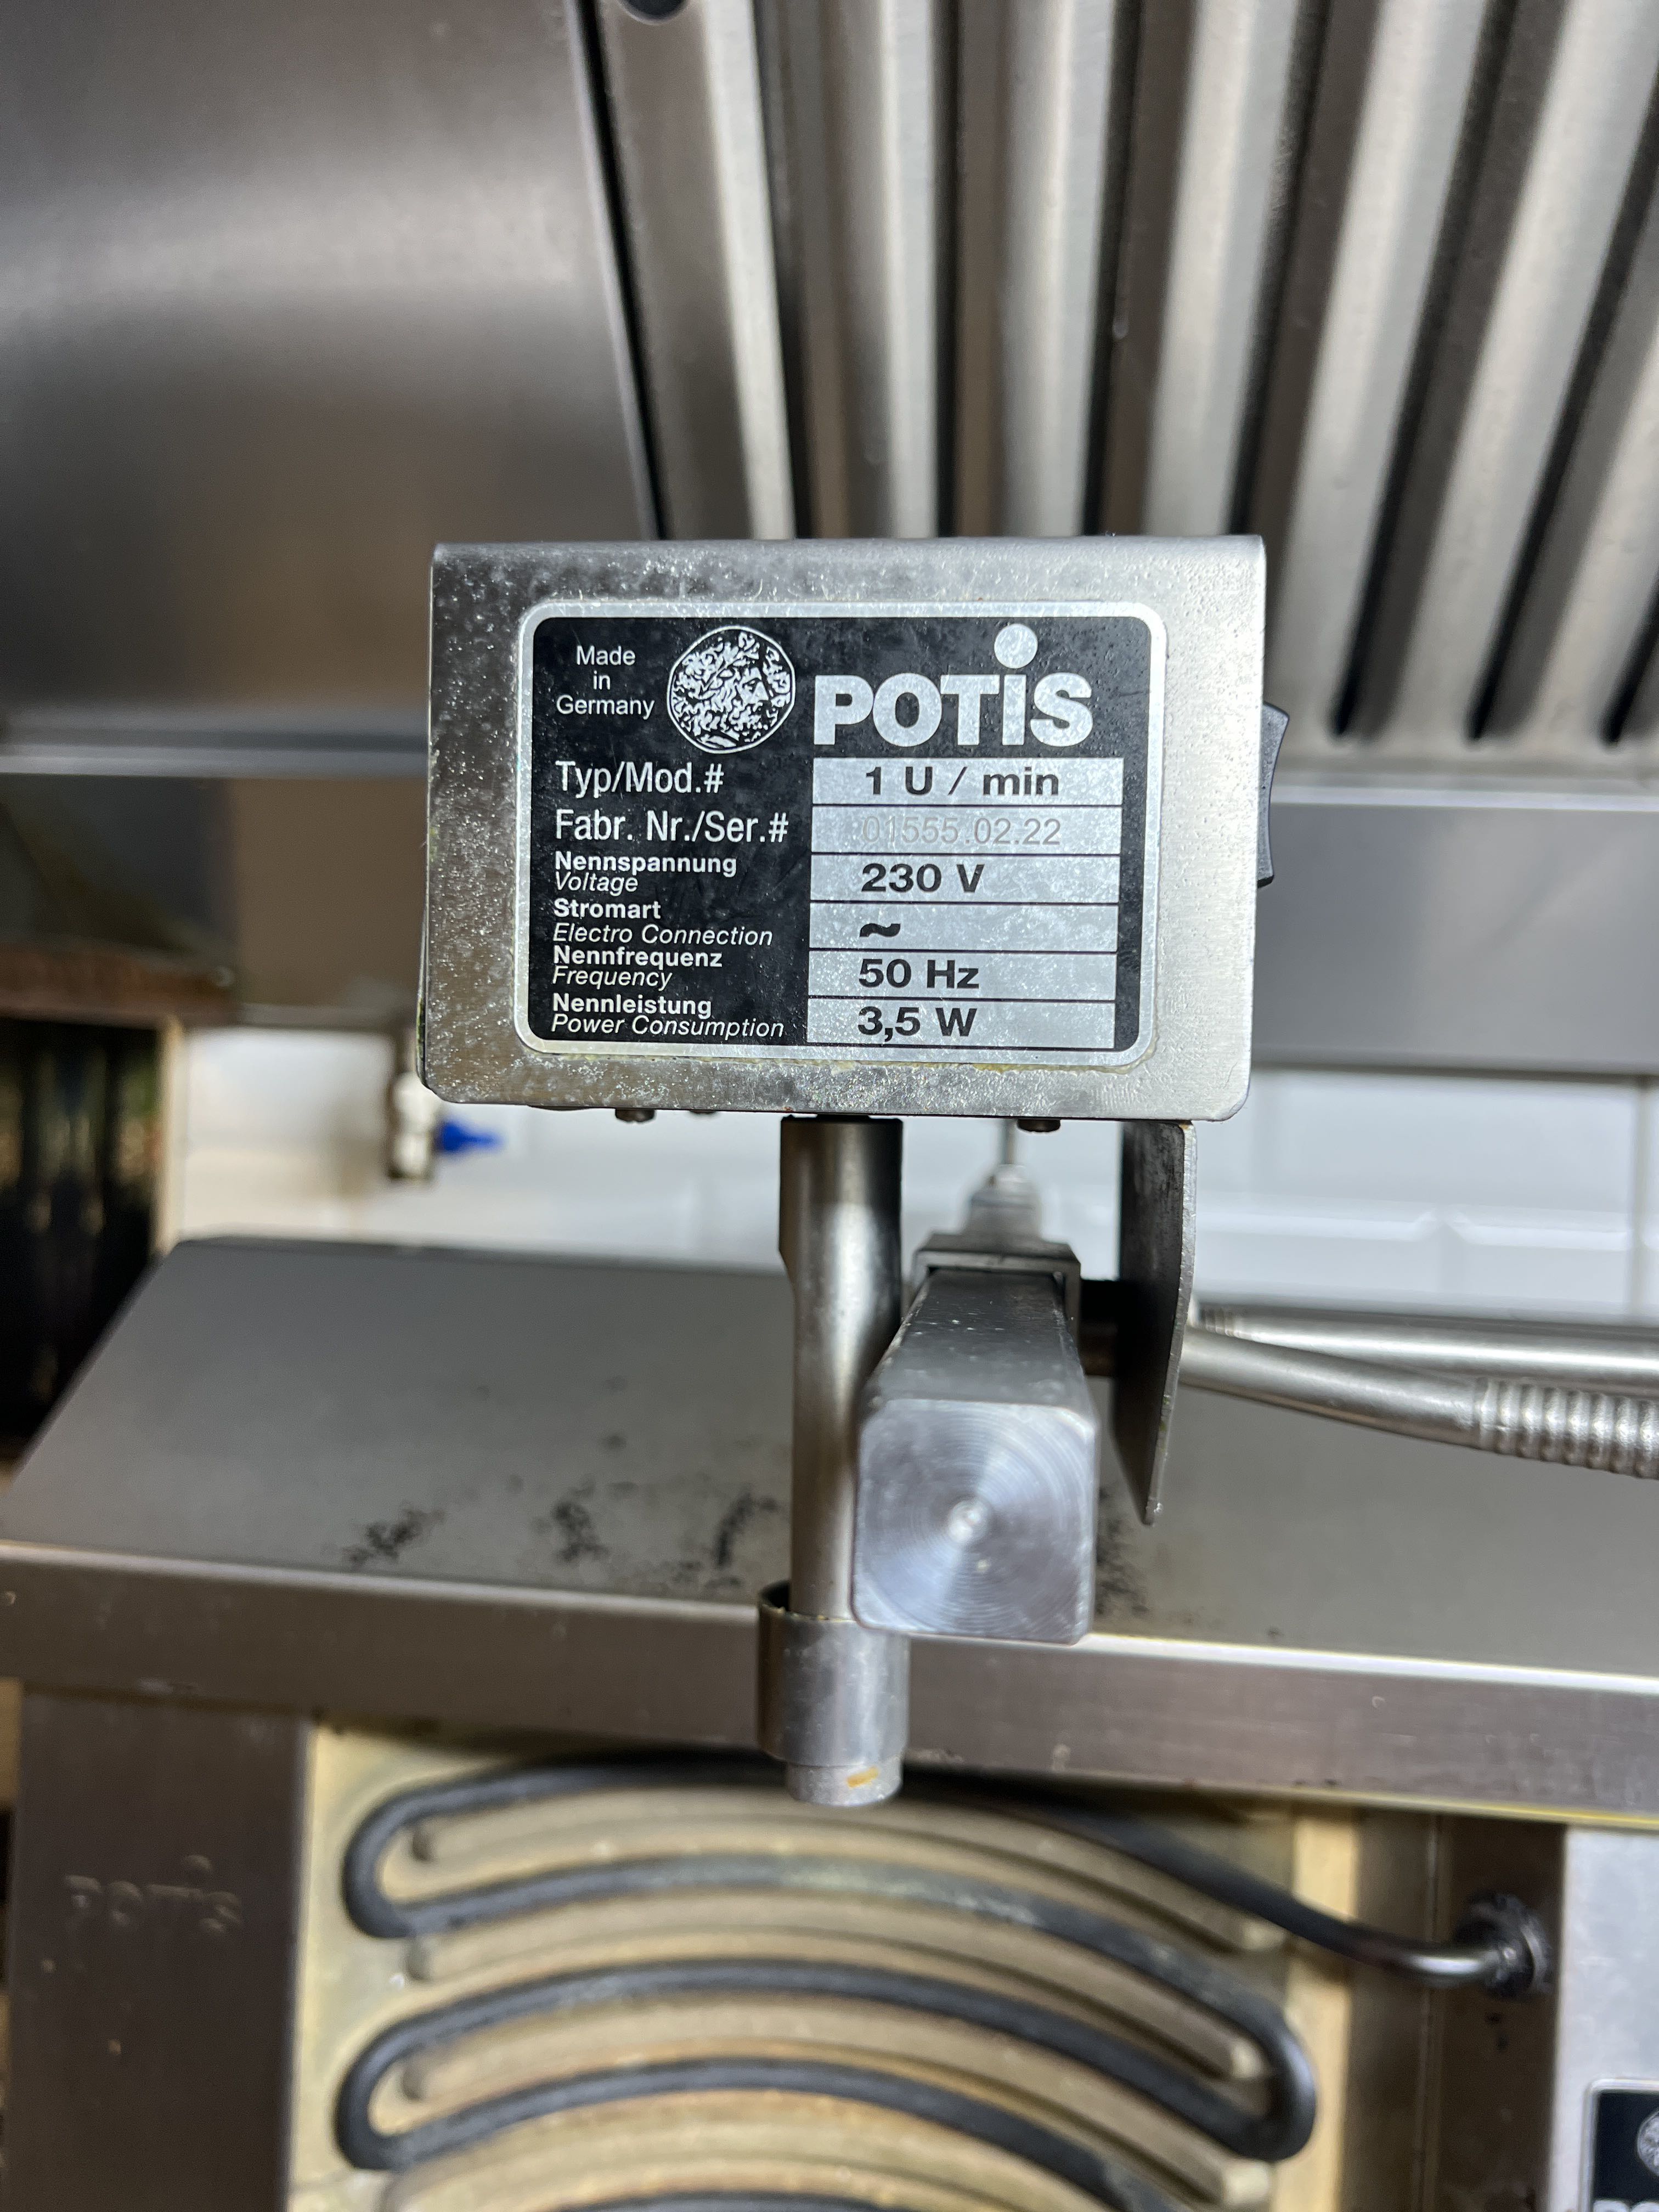 Made
in
Germany
POTiS
Typ/Mod.# 1 U / min
Fabr. Nr./Ser.# 01555.02.22
Nennspannung
Voltage
230 V
Stromart
Electro Connection
~
Nennfrequenz
Frequency
50 Hz
Nennleistung
Power Consumption
3,5 W
POTiS